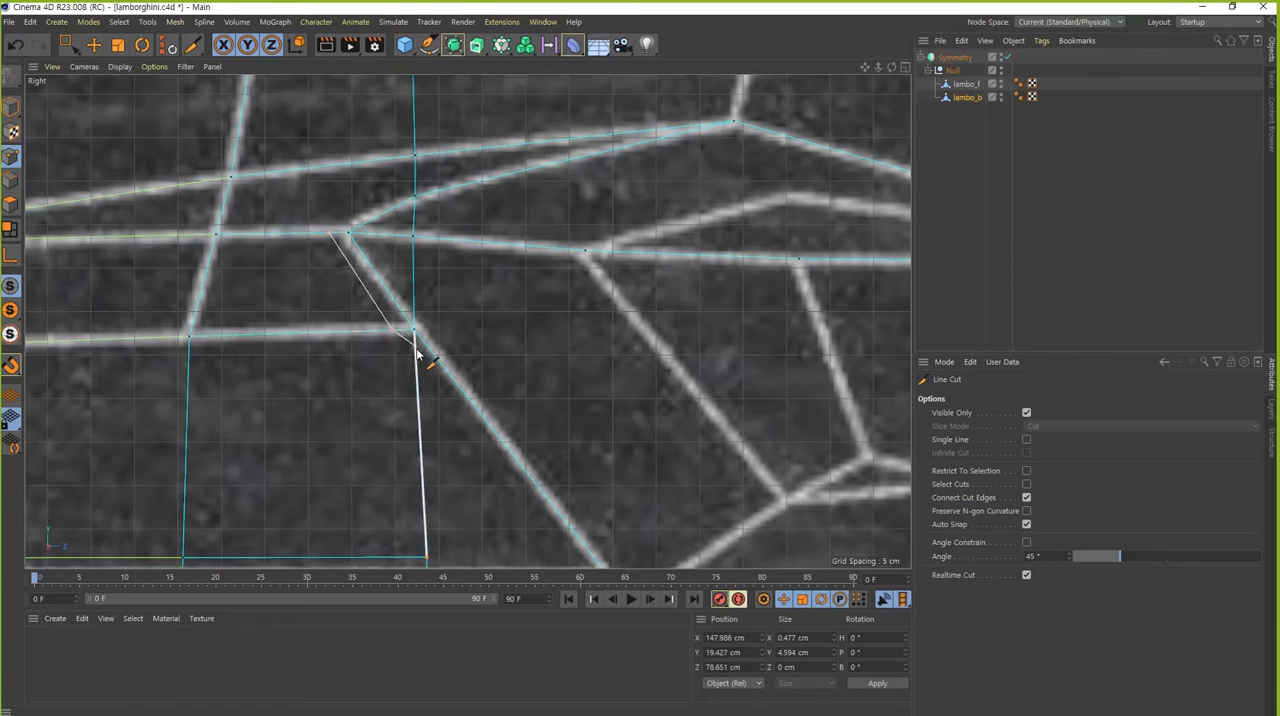 Cinema 4D R23.008 (RC) - [lamborghini.c4d *] - Main
File Edit Create Modes Select Tools Mesh Spline Volume MoGraph Character Animate Simulate Tracker Render Extensions Window Help
Node Space: Current (Standard/Physical) Layout: Startup
X Y Z
View Cameras Display Options Filter Panel
File Edit View Object Tags Bookmarks
Symmetry
Null
lambo_f
lambo_b
Right
S
S
S
Grid Spacing : 5 cm
Y
Z
Mode Edit User Data
Line Cut
Options
Visible Only
Slice Mode Cut
Single Line
Infinite Cut
Restrict To Selection
Select Cuts
Connect Cut Edges
Preserve N-gon Curvature
Auto Snap
Angle Constrain
Angle 45 °
Realtime Cut
Objects
Takes
Content Browser
Attributes
Layers
Structure
0 5 10 15 20 25 30 35 40 45 50 55 60 65 70 75 80 85 90 0 F
0 F 0 F 90 F 90 F
P
Create Edit View Select Material Texture
Position Size Rotation
X 147.986 cm X 0.477 cm H 0 °
Y 19.427 cm Y 4.594 cm P 0 °
Z 78.651 cm Z 0 cm B 0 °
Object (Rel) Size Apply